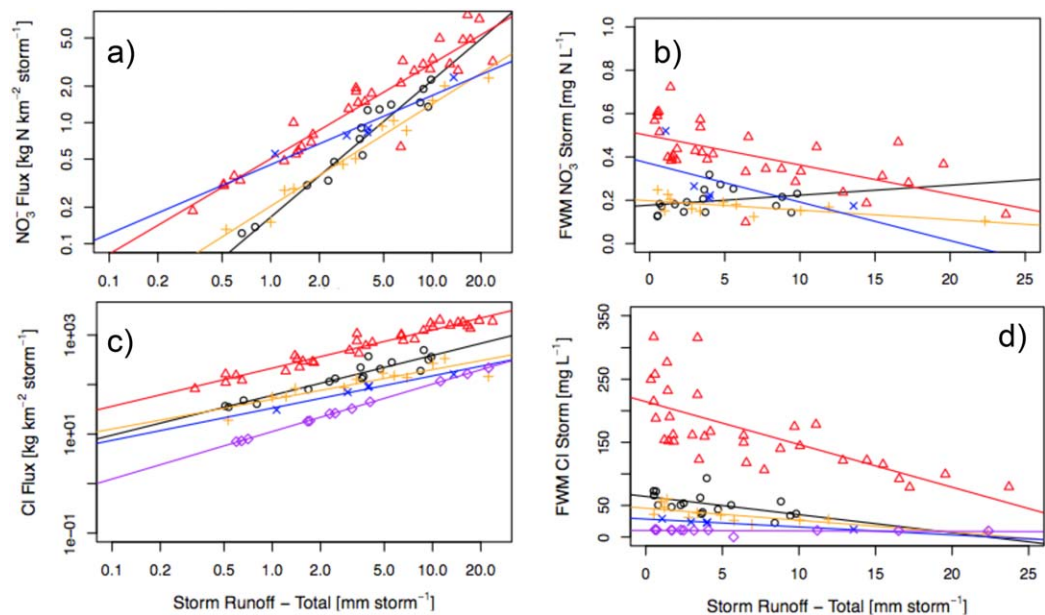 a)
NO3− Flux [kg N km−2 storm−1]
5.0
2.0
1.0
0.5
0.2
0.1
0.1 0.2 0.5 1.0 2.0 5.0 10.0 20.0
b)
FWM NO3− Storm [mg N L−1]
1.0
0.8
0.6
0.4
0.2
0.0
0 5 10 15 20 25
c)
Cl Flux [kg km−2 storm−1]
1e+03
1e+01
1e−01
0.1 0.2 0.5 1.0 2.0 5.0 10.0 20.0
Storm Runoff − Total [mm storm−1]
d)
FWM Cl Storm [mg L−1]
350
250
150
50
0
0 5 10 15 20 25
Storm Runoff − Total [mm storm−1]